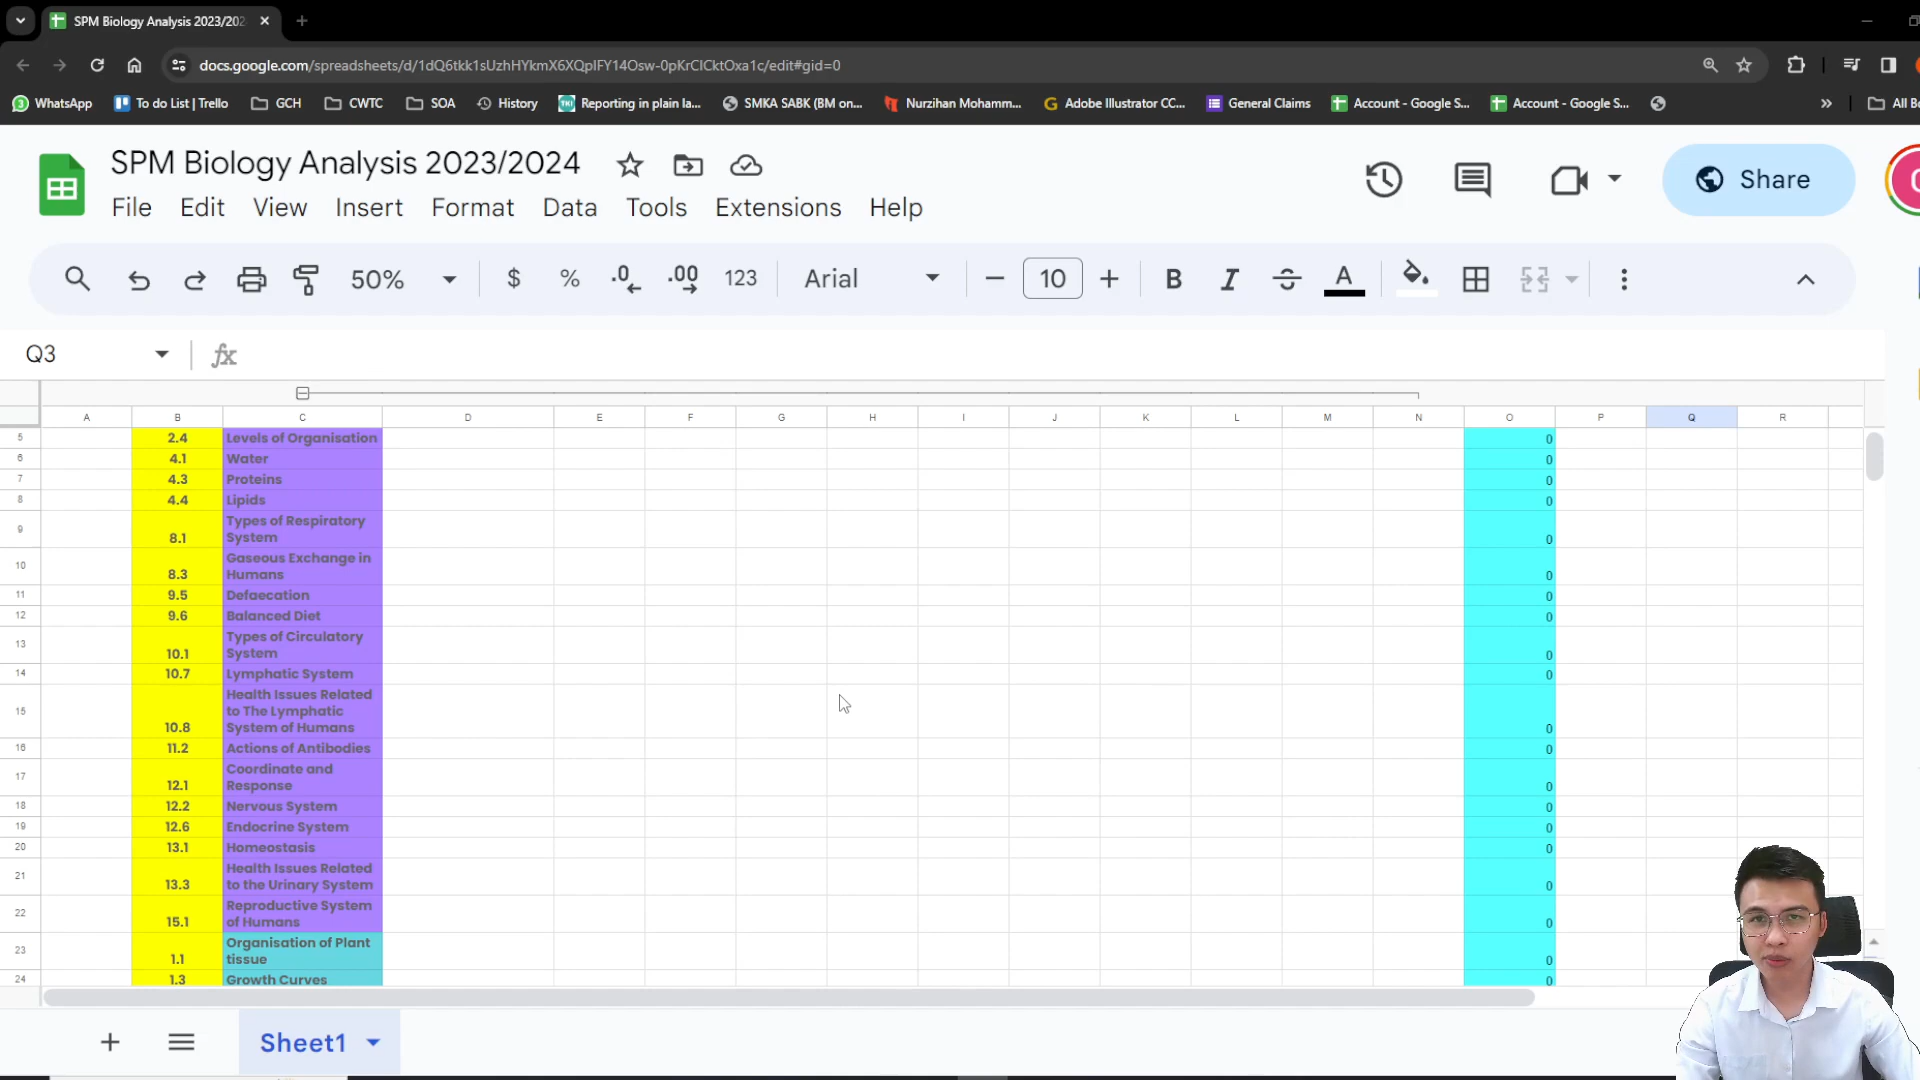 SPM Biology Analysis 2023/202
docs.google.com/spreadsheets/d/1dQ6tkk1sUzhHYkmX6XQpIFY14Osw-0pKrClCktOxa1c/edit#gid=0
WhatsApp To do List | Trello GCH CWTC SOA History Reporting in plain la... SMKA SABK (BM on... Nurzihan Mohamm... Adobe Illustrator CC... General Claims Account - Google S... Account - Google S... » All Bo
SPM Biology Analysis 2023/2024
File Edit View Insert Format Data Tools Extensions Help
Share
50% $ % .0 .00 123 Arial 10 B I A
Q3 fx
A B C D E F G H I J K L M N O P Q R
5 2.4 Levels of Organisation 0
6 4.1 Water 0
7 4.3 Proteins 0
8 4.4 Lipids 0
Types of Respiratory
9 8.1 System 0
Gaseous Exchange in
10 8.3 Humans 0
11 9.5 Defaecation 0
12 9.6 Balanced Diet 0
Types of Circulatory
13 10.1 System 0
14 10.7 Lymphatic System 0
Health Issues Related
to The Lymphatic
15 10.8 System of Humans 0
16 11.2 Actions of Antibodies 0
Coordinate and
17 12.1 Response 0
18 12.2 Nervous System 0
19 12.6 Endocrine System 0
20 13.1 Homeostasis 0
Health Issues Related
21 13.3 to the Urinary System 0
Reproductive System
22 15.1 of Humans 0
Organisation of Plant
23 1.1 tissue 0
24 1.3 Growth Curves 0
Sheet1